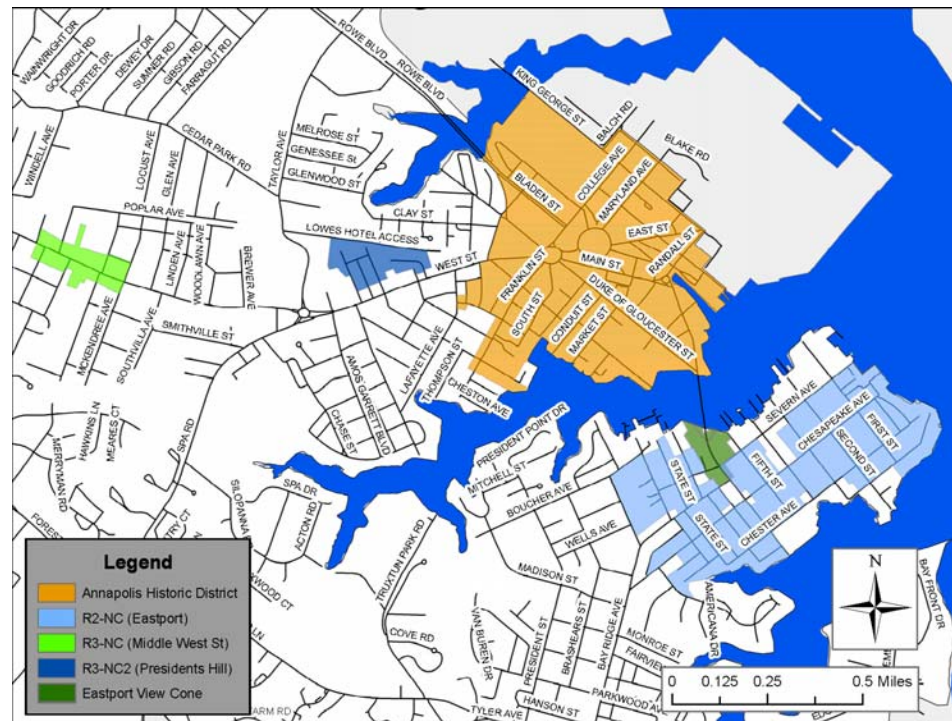 WAINWRIGHT DR
GOODRICH RD
PORTER DR
DEWEY DR
SUMNER RD
GIBSON RD
FARRAGUT RD
ROWE BLVD
ROWE BLVD
KING GEORGE ST
BALCH RD
BLAKE RD
CEDAR PARK RD
TAYLOR AVE
MELROSE ST
GENESSEE St
GLENWOOD ST
WINDELL AVE
LOCUST AVE
GLEN AVE
BLADEN ST
COLLEGE AVE
MARYLAND AVE
POPLAR AVE
CLAY ST
LOWES HOTEL ACCESS
EAST ST
RANDALL ST
LINDEN AVE
WOODLAWN AVE
BREWER AVE
WEST ST
FRANKLIN ST
MAIN ST
SOUTH ST
CONDUIT ST
MARKET ST
DUKE OF GLOUCESTER ST
MCKENDREE AVE
SOUTHVILLA AVE
SMITHVILLE ST
LAFAYETTE AVE
THOMPSON ST
CHESTON AVE
AMOS GARRETT BLVD
CHASE ST
SPA RD
HAWKINS LN
MEARES CT
MERRYMAN RD
PRESIDENT POINT DR
MITCHELL ST
BOUCHER AVE
WELLS AVE
SEVERN AVE
CHESAPEAKE AVE
FIRST ST
SECOND ST
FIFTH ST
STATE ST
STATE ST
CHESTER AVE
SPA DR
ACTON RD
SILOPANNA
TRUXTUN PARK RD
MADISON ST
COVE RD
VAN BUREN DR
PRESIDENT ST
BRASHEARS ST
BAY RIDGE AVE
MONROE ST
FAIRVIEW
PARKWOOD AVE
HANSON ST
TYLER AVE
AMERICANA DR
BAY FRONT DR
FARM RD
N
Legend
Annapolis Historic District
R2-NC (Eastport)
R3-NC (Middle West St)
R3-NC2 (Presidents Hill)
Eastport View Cone
0 0.125 0.25 0.5 Miles